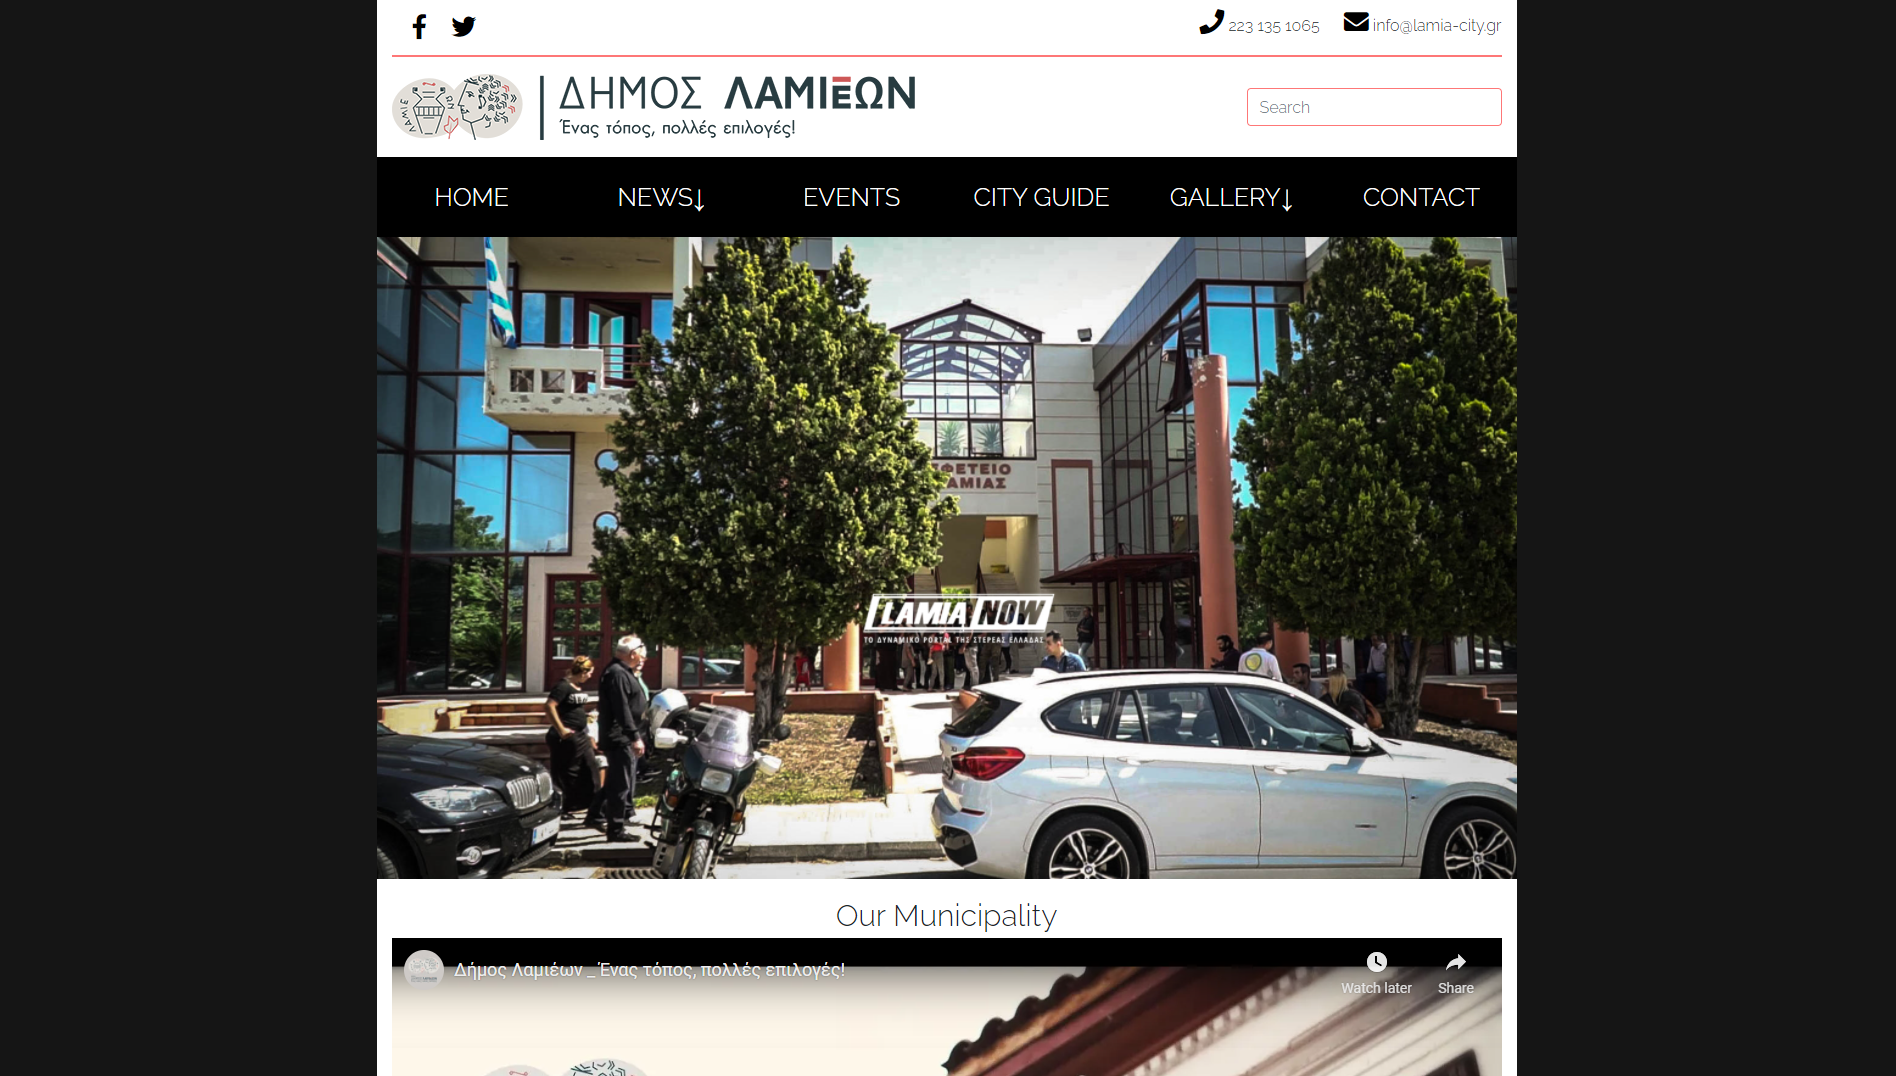 223 135 1065
info@lamia-city.gr
ΔΗΜΟΣ ΛΑΜΙΕΩΝ
Ένας τόπος, πολλές επιλογές!
Search
HOME NEWS↓ EVENTS CITY GUIDE GALLERY↓ CONTACT
ΕΦΕΤΕΙΟ
ΛΑΜΙΑΣ
LAMIA NOW
ΤΟ ΔΥΝΑΜΙΚΟ PORTAL ΤΗΣ ΣΤΕΡΕΑΣ ΕΛΛΑΔΑΣ
Our Municipality
Δήμος Λαμιέων _ Ένας τόπος, πολλές επιλογές!
Watch later
Share